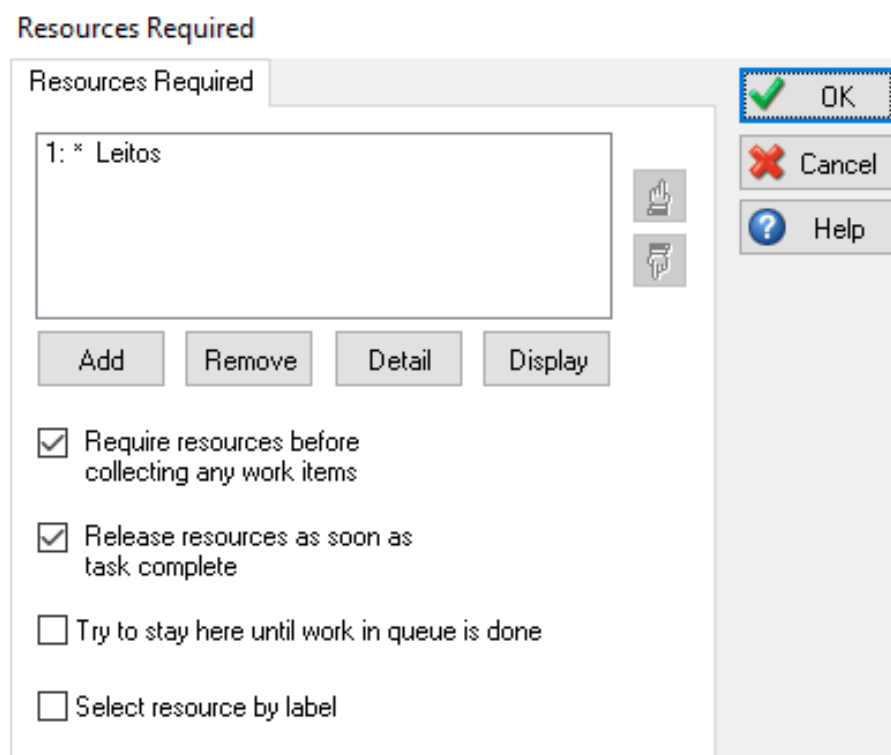 Resources Required
Resources Required
OK
1: * Leitos
Cancel
Help
Add Remove Detail Display
Require resources before
collecting any work items
Release resources as soon as
task complete
Try to stay here until work in queue is done
Select resource by label